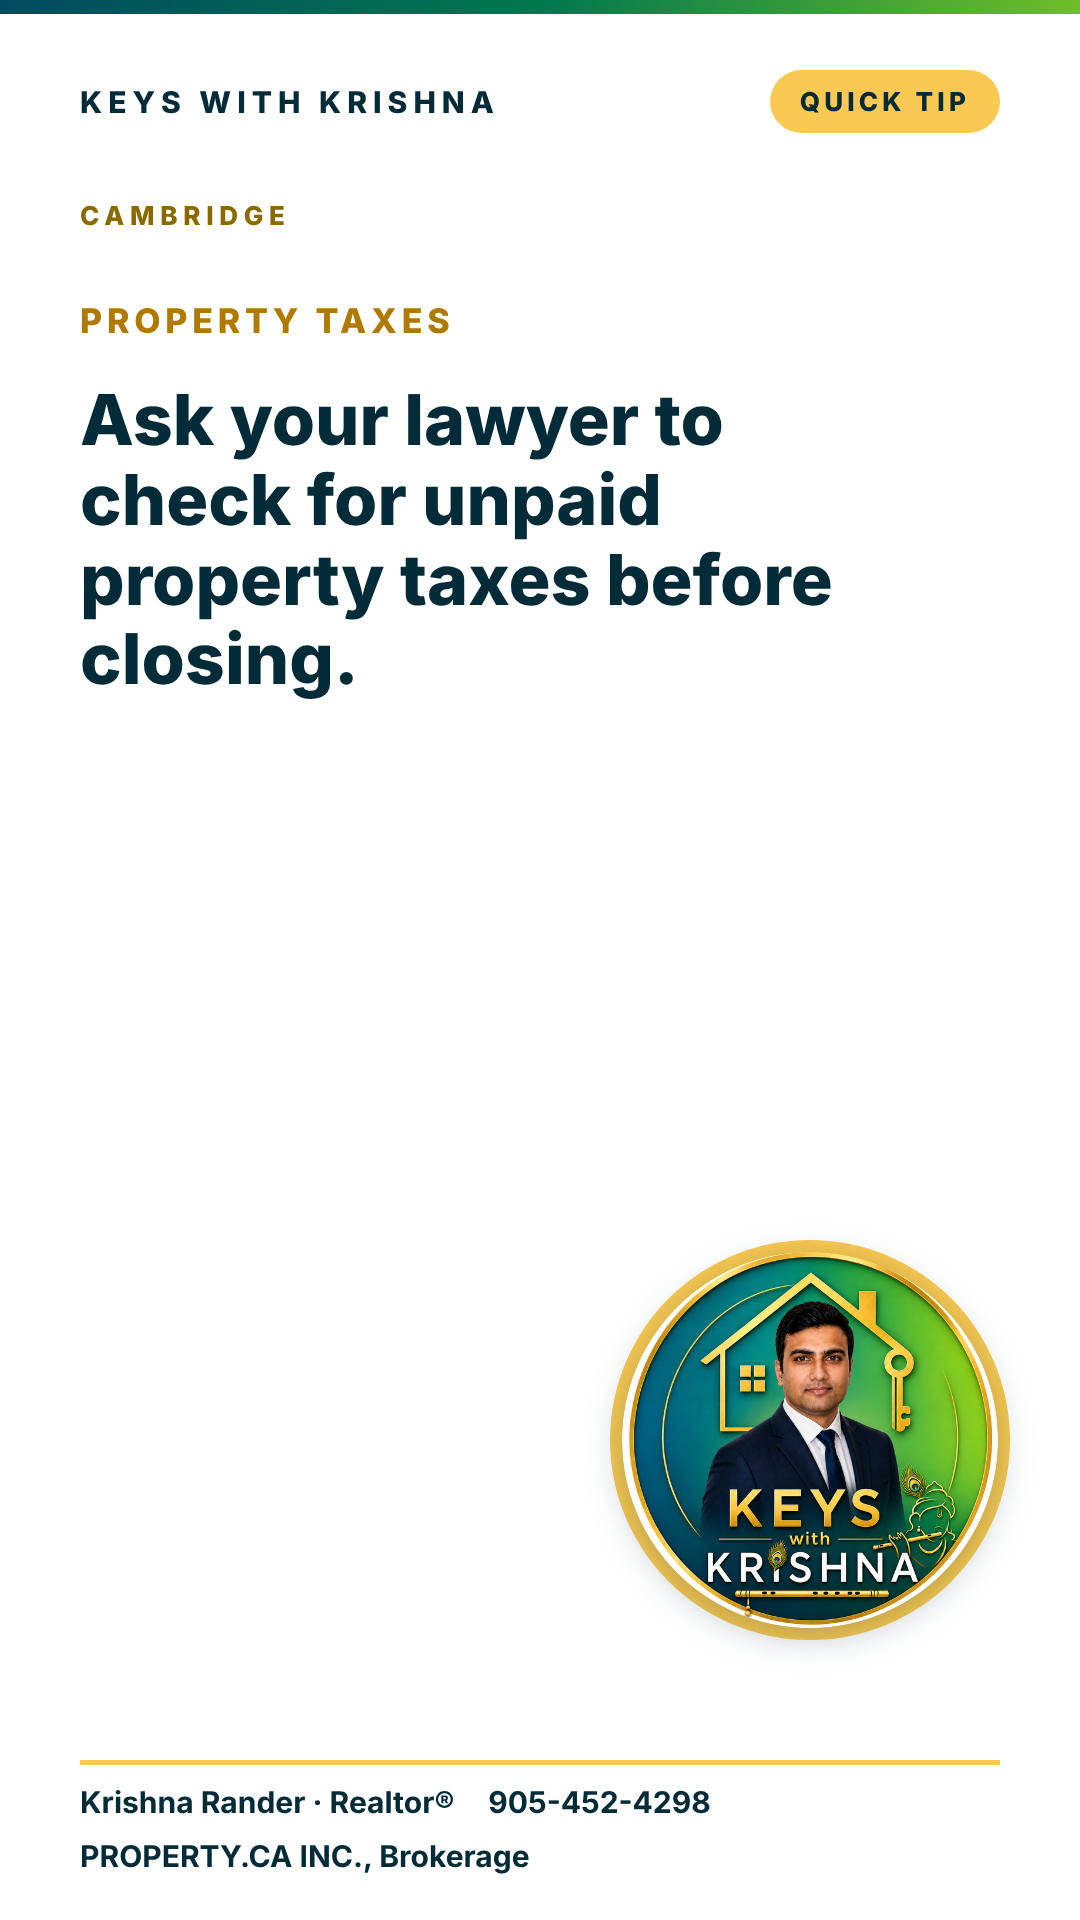 KEYS WITH KRISHNA
QUICK TIP
CAMBRIDGE
PROPERTY TAXES
Ask your lawyer to
check for unpaid
property taxes before
closing.
KEYS
with
KRISHNA
Krishna Rander · Realtor® 905-452-4298
PROPERTY.CA INC., Brokerage